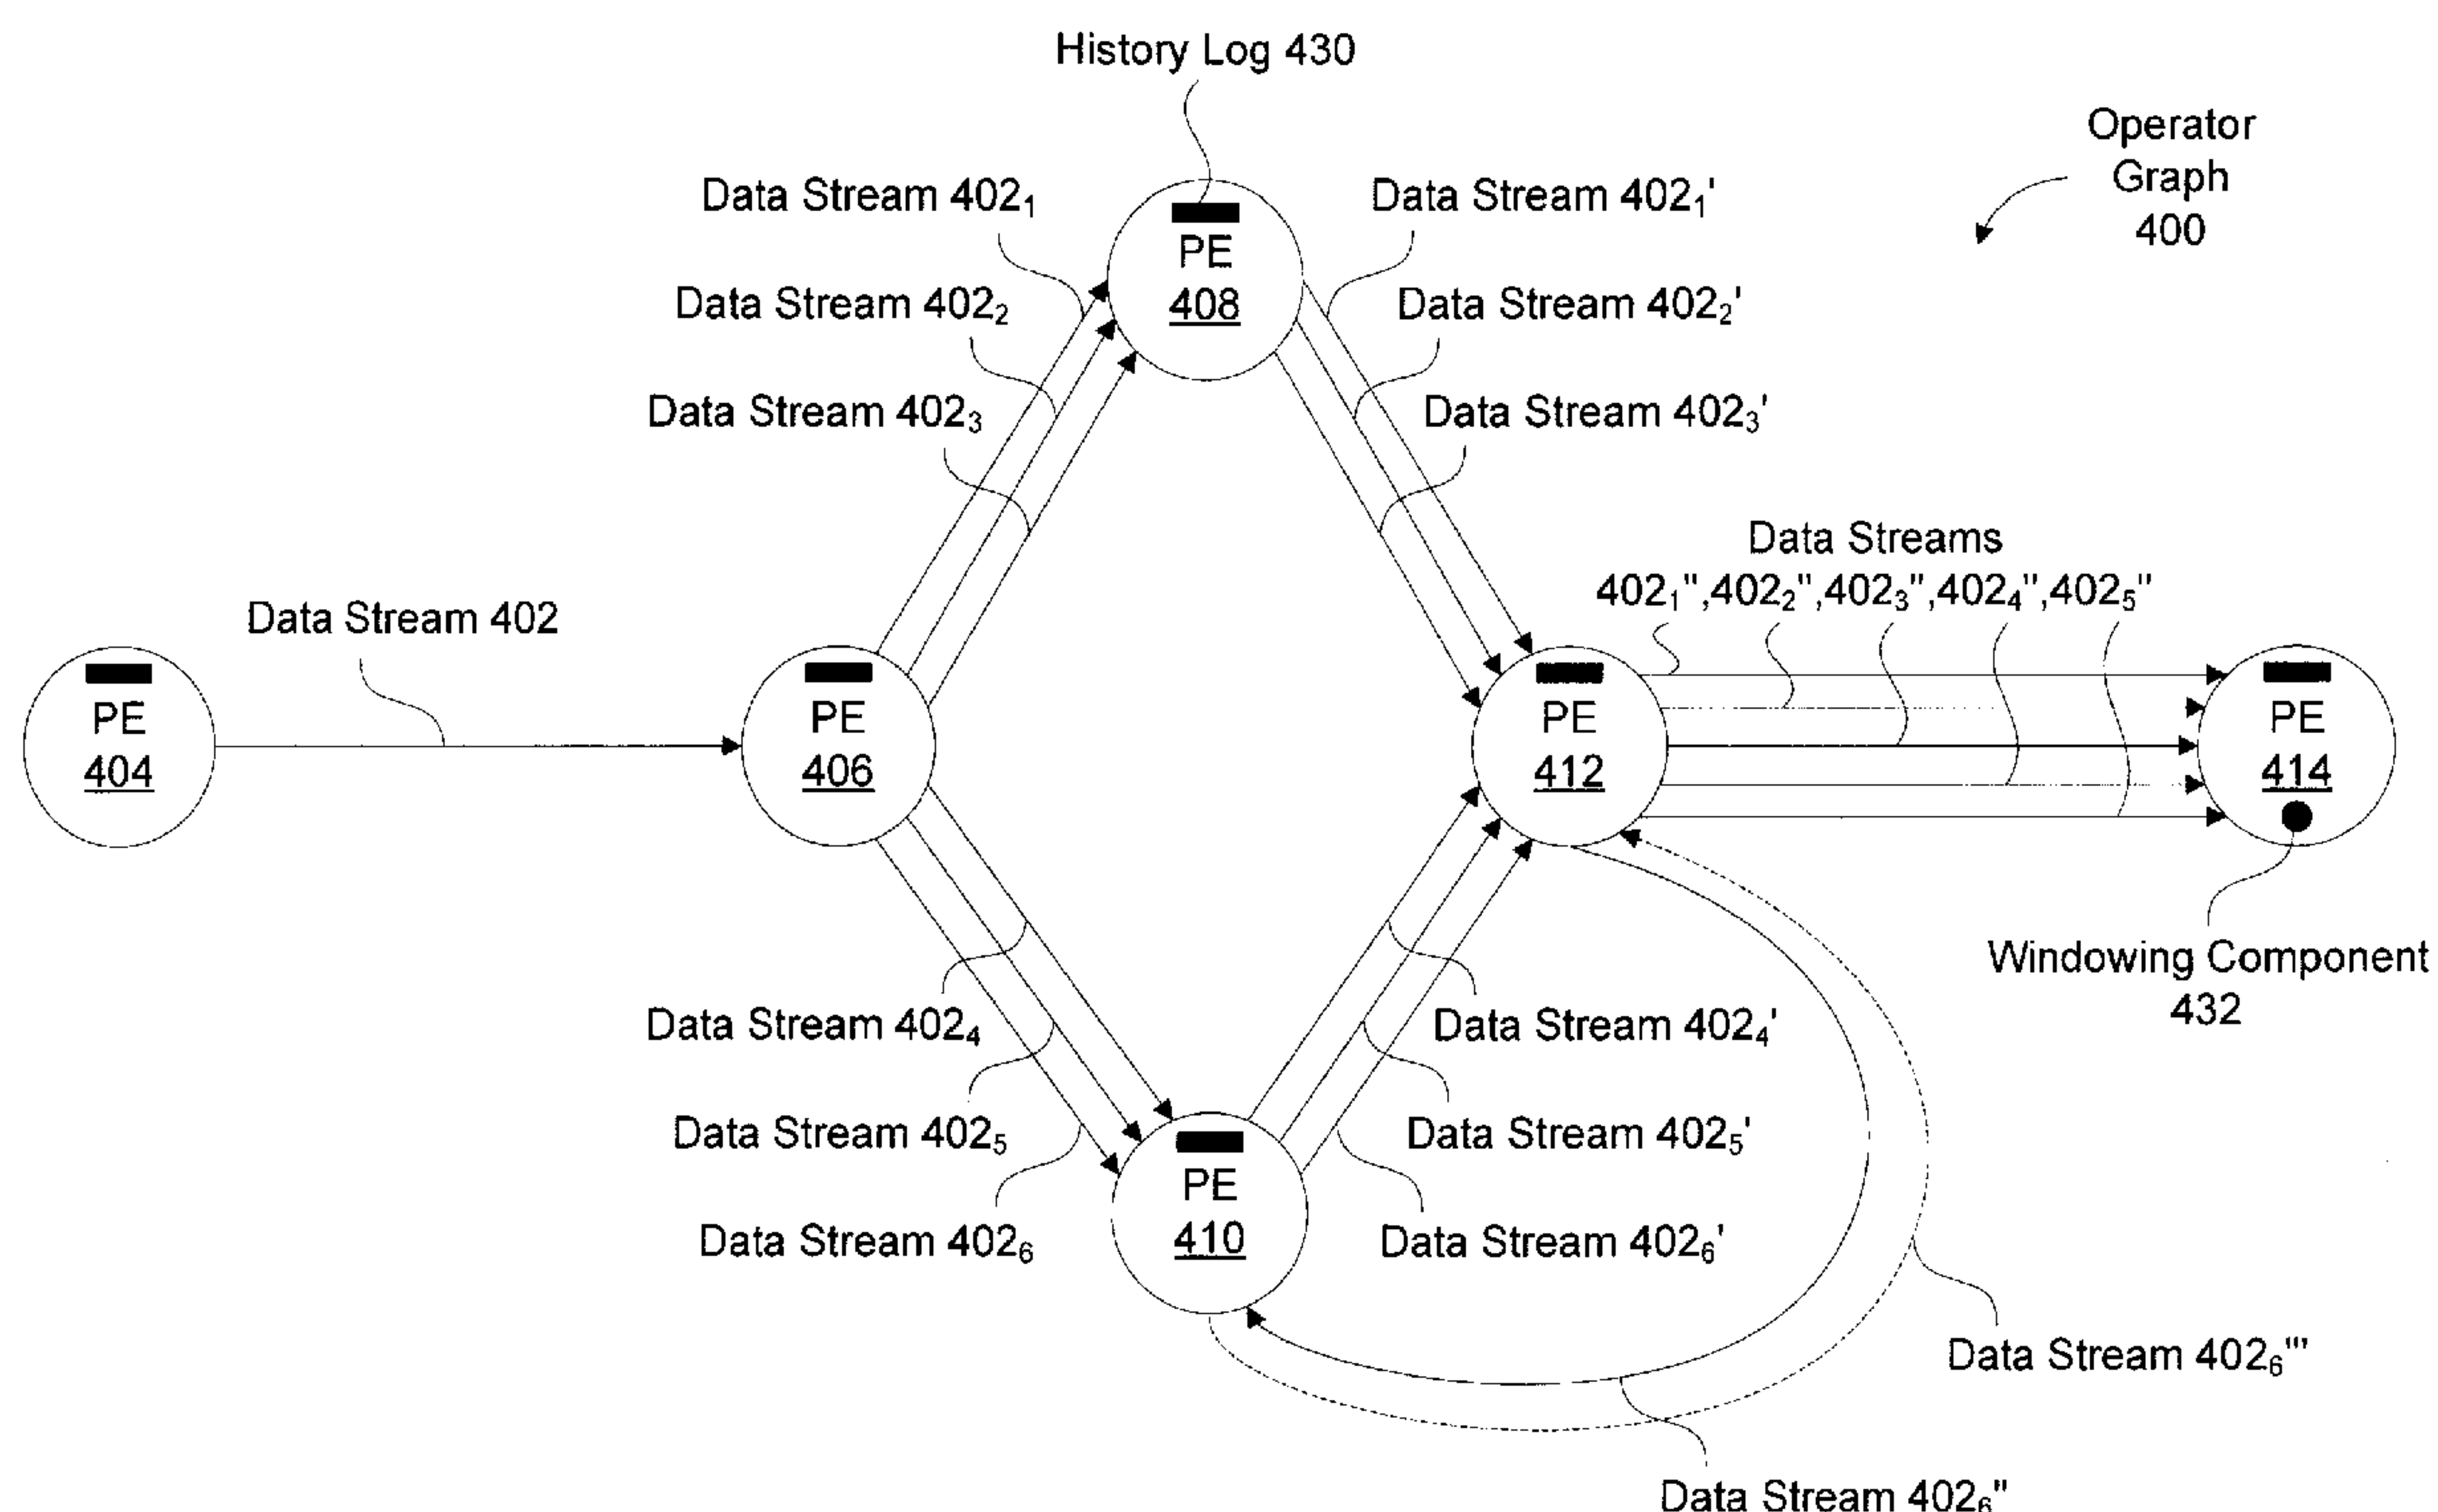 History Log 430
Operator
Graph
400
Data Stream 402₁
Data Stream 402₁'
PE
408
Data Stream 402₂
Data Stream 402₂'
Data Stream 402₃
Data Stream 402₃'
Data Streams
402₁'',402₂'',402₃'',402₄'',402₅''
Data Stream 402
PE
404
PE
406
PE
412
PE
414
Windowing Component
432
Data Stream 402₄
Data Stream 402₄'
Data Stream 402₅
Data Stream 402₅'
PE
410
Data Stream 402₆
Data Stream 402₆'
Data Stream 402₆'''
Data Stream 402₆''